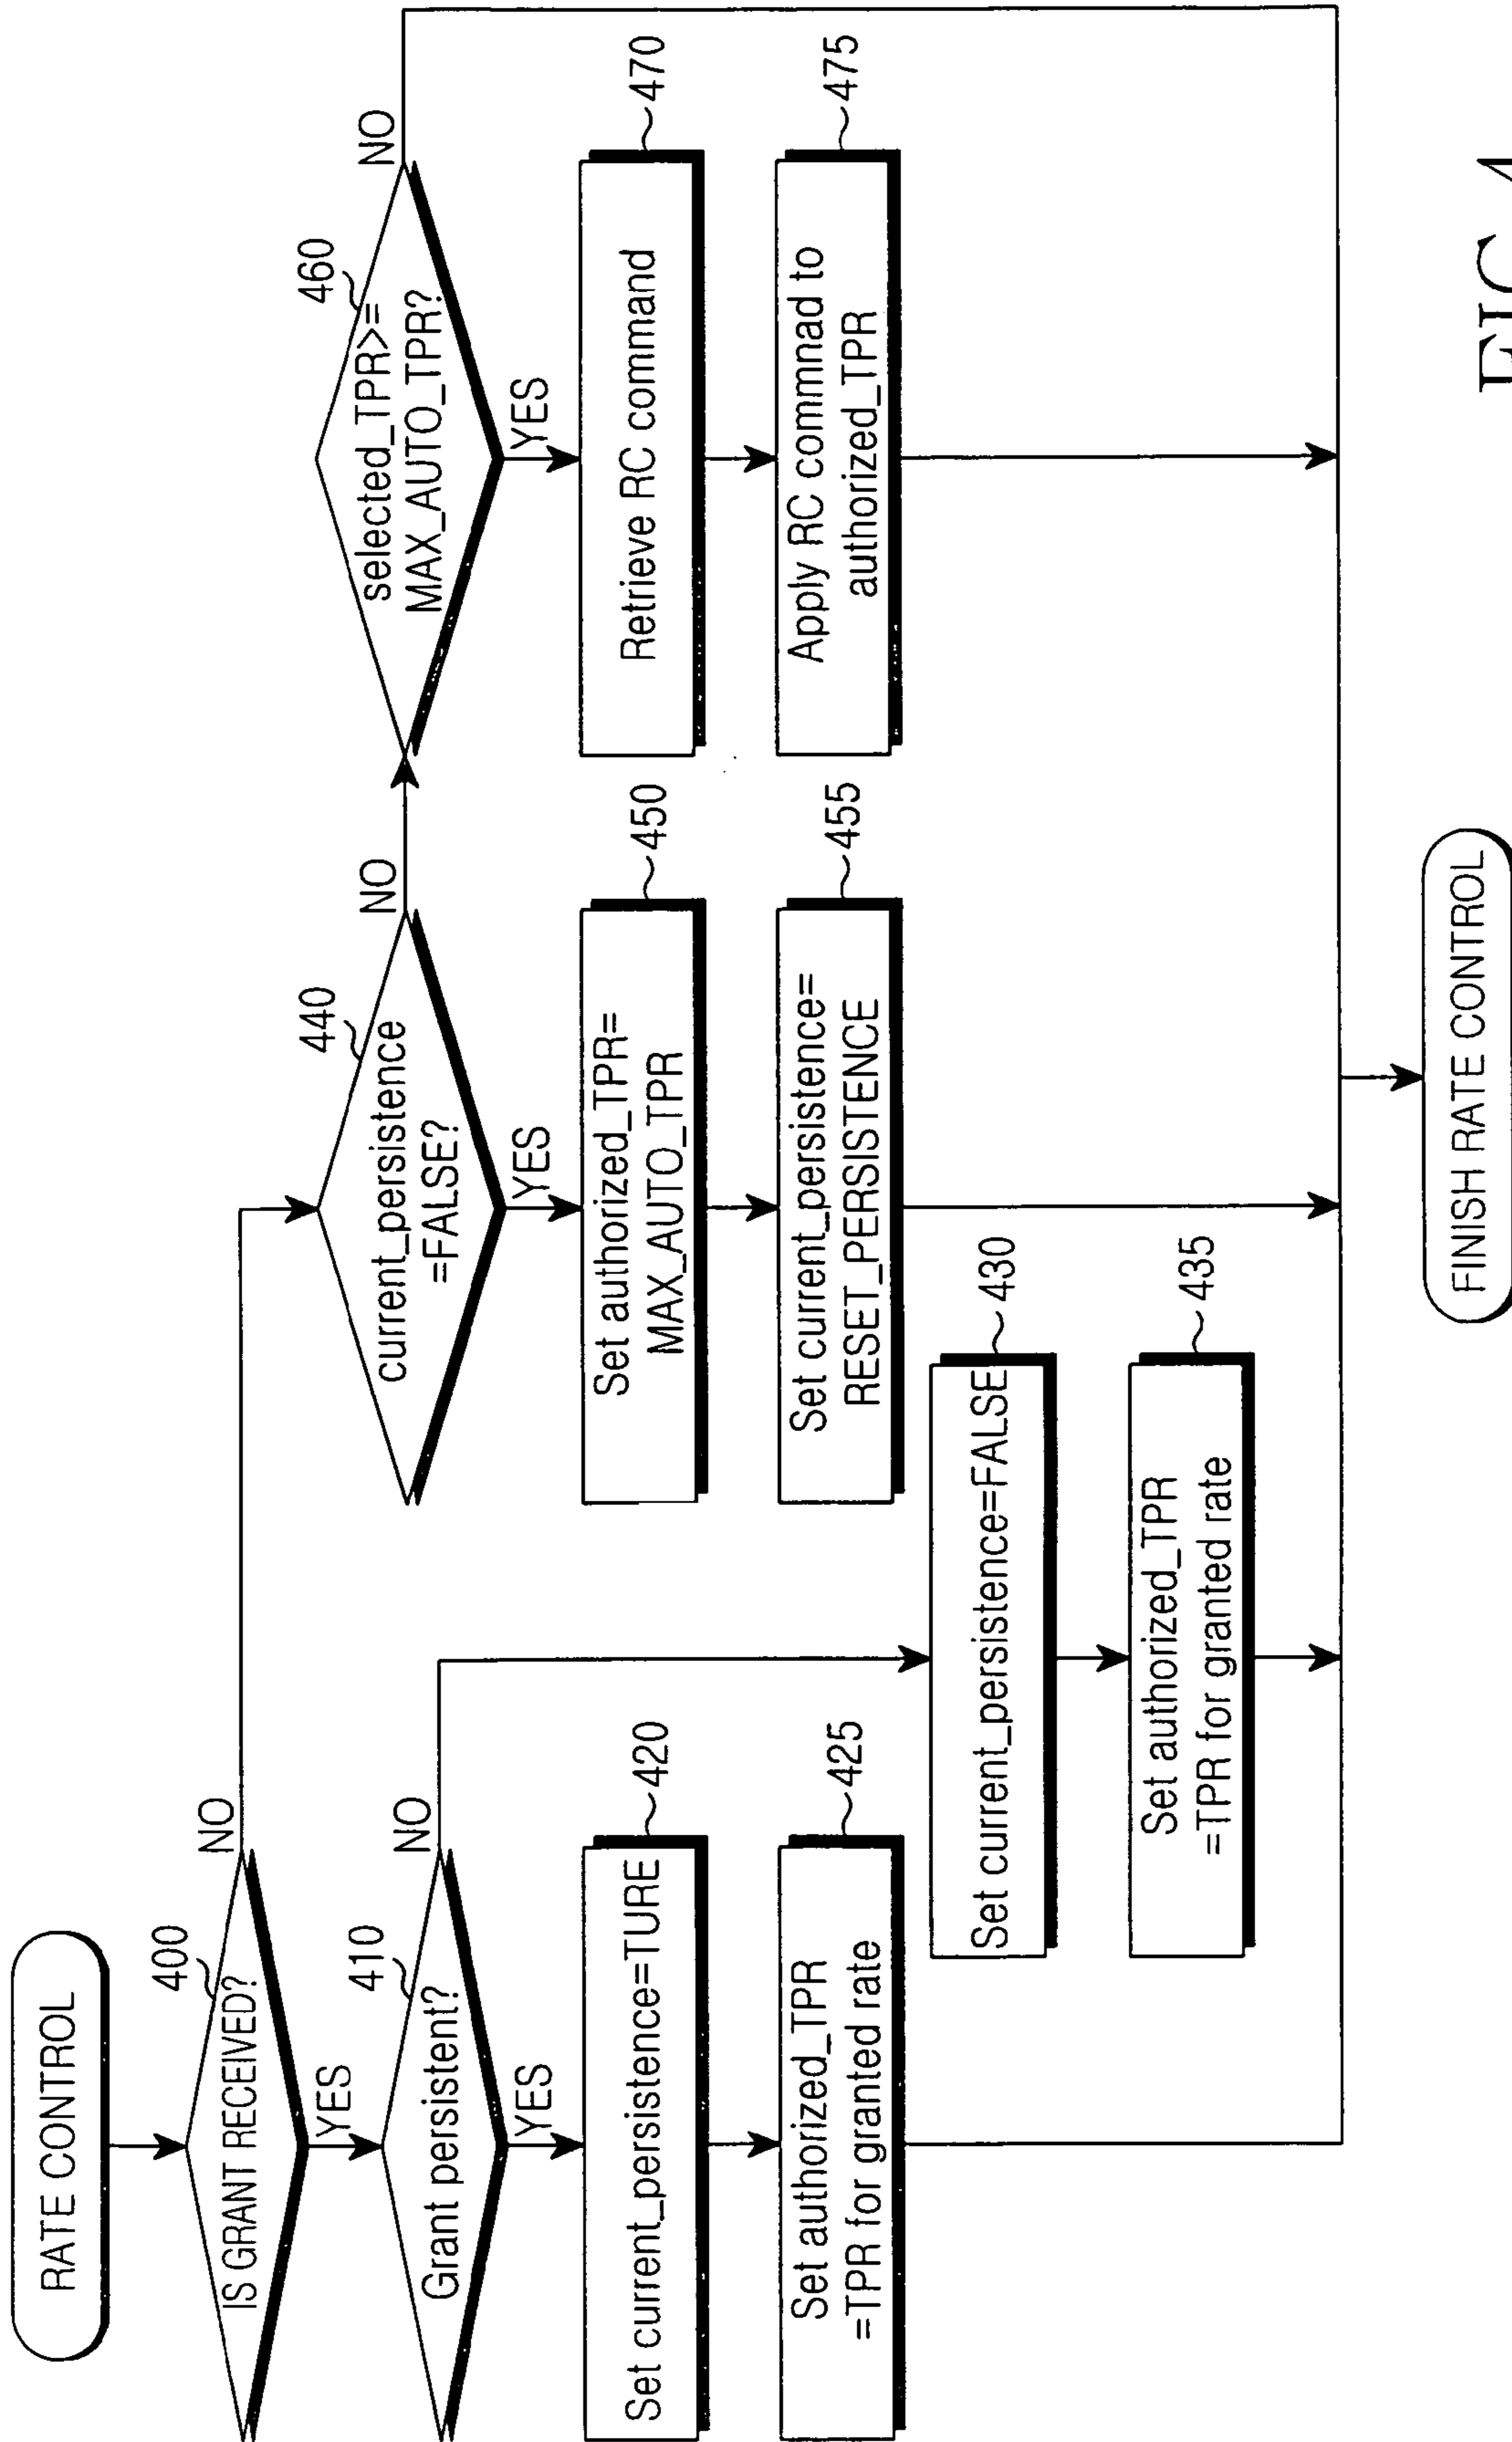 RATE CONTROL
400
IS GRANT RECEIVED?
NO
YES
410
Grant persistent?
NO
YES
Set current_persistence=TURE
420
Set authorized_TPR
=TPR for granted rate
425
Set current_persistence=FALSE
430
Set authorized_TPR
=TPR for granted rate
435
440
current_persistence
=FALSE?
NO
YES
Set authorized_TPR=
MAX_AUTO_TPR
450
Set current_persistence=
RESET_PERSISTENCE
455
460
selected_TPR>=
MAX_AUTO_TPR?
NO
YES
Retrieve RC command
470
Apply RC commnad to
authorized_TPR
475
FINISH RATE CONTROL